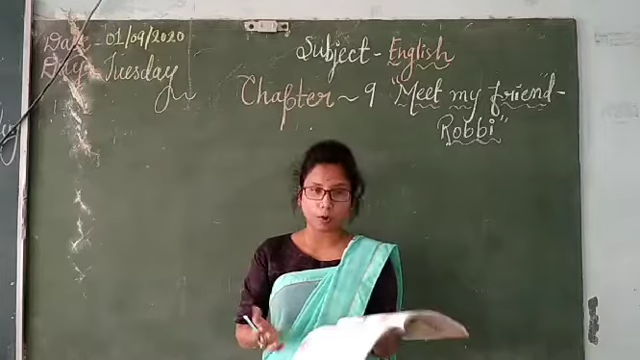 Date - 01/09/2020
Day - Tuesday
Subject - English
Chapter ~ 9 "Meet my friend -
Robbi"